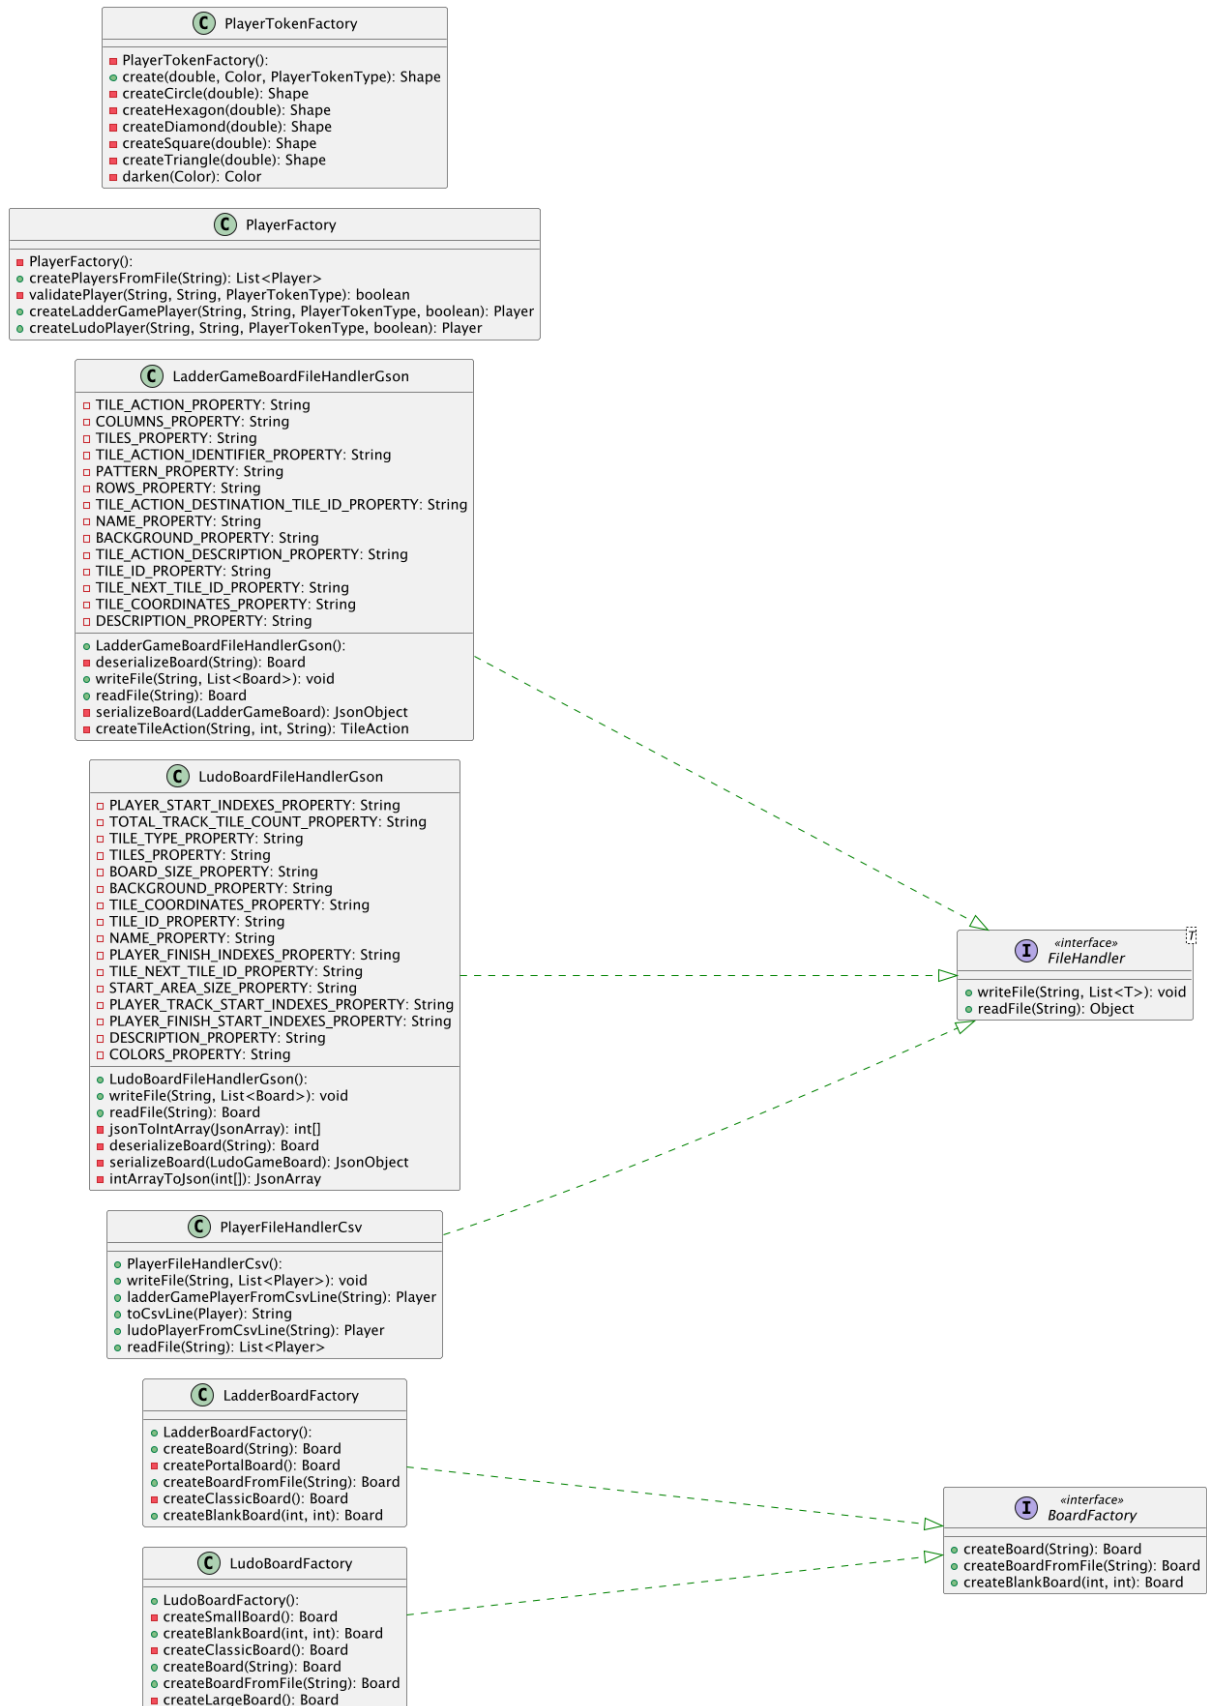 C PlayerTokenFactory
PlayerTokenFactory():
create(double, Color, PlayerTokenType): Shape
createCircle(double): Shape
createHexagon(double): Shape
createDiamond(double): Shape
createSquare(double): Shape
createTriangle(double): Shape
darken(Color): Color
C PlayerFactory
PlayerFactory():
createPlayersFromFile(String): List<Player>
validatePlayer(String, String, PlayerTokenType): boolean
createLadderGamePlayer(String, String, PlayerTokenType, boolean): Player
createLudoPlayer(String, String, PlayerTokenType, boolean): Player
C LadderGameBoardFileHandlerGson
TILE_ACTION_PROPERTY: String
COLUMNS_PROPERTY: String
TILES_PROPERTY: String
TILE_ACTION_IDENTIFIER_PROPERTY: String
PATTERN_PROPERTY: String
ROWS_PROPERTY: String
TILE_ACTION_DESTINATION_TILE_ID_PROPERTY: String
NAME_PROPERTY: String
BACKGROUND_PROPERTY: String
TILE_ACTION_DESCRIPTION_PROPERTY: String
TILE_ID_PROPERTY: String
TILE_NEXT_TILE_ID_PROPERTY: String
TILE_COORDINATES_PROPERTY: String
DESCRIPTION_PROPERTY: String
LadderGameBoardFileHandlerGson():
deserializeBoard(String): Board
writeFile(String, List<Board>): void
readFile(String): Board
serializeBoard(LadderGameBoard): JsonObject
createTileAction(String, int, String): TileAction
C LudoBoardFileHandlerGson
PLAYER_START_INDEXES_PROPERTY: String
TOTAL_TRACK_TILE_COUNT_PROPERTY: String
TILE_TYPE_PROPERTY: String
TILES_PROPERTY: String
BOARD_SIZE_PROPERTY: String
BACKGROUND_PROPERTY: String
TILE_COORDINATES_PROPERTY: String
TILE_ID_PROPERTY: String
NAME_PROPERTY: String
PLAYER_FINISH_INDEXES_PROPERTY: String
TILE_NEXT_TILE_ID_PROPERTY: String
START_AREA_SIZE_PROPERTY: String
PLAYER_TRACK_START_INDEXES_PROPERTY: String
PLAYER_FINISH_START_INDEXES_PROPERTY: String
DESCRIPTION_PROPERTY: String
COLORS_PROPERTY: String
LudoBoardFileHandlerGson():
writeFile(String, List<Board>): void
readFile(String): Board
jsonToIntArray(JsonArray): int[]
deserializeBoard(String): Board
serializeBoard(LudoGameBoard): JsonObject
intArrayToJson(int[]): JsonArray
T
I «interface»
FileHandler
writeFile(String, List<T>): void
readFile(String): Object
C PlayerFileHandlerCsv
PlayerFileHandlerCsv():
writeFile(String, List<Player>): void
ladderGamePlayerFromCsvLine(String): Player
toCsvLine(Player): String
ludoPlayerFromCsvLine(String): Player
readFile(String): List<Player>
C LadderBoardFactory
LadderBoardFactory():
createBoard(String): Board
createPortalBoard(): Board
createBoardFromFile(String): Board
createClassicBoard(): Board
createBlankBoard(int, int): Board
I «interface»
BoardFactory
createBoard(String): Board
createBoardFromFile(String): Board
createBlankBoard(int, int): Board
C LudoBoardFactory
LudoBoardFactory():
createSmallBoard(): Board
createBlankBoard(int, int): Board
createClassicBoard(): Board
createBoard(String): Board
createBoardFromFile(String): Board
createLargeBoard(): Board